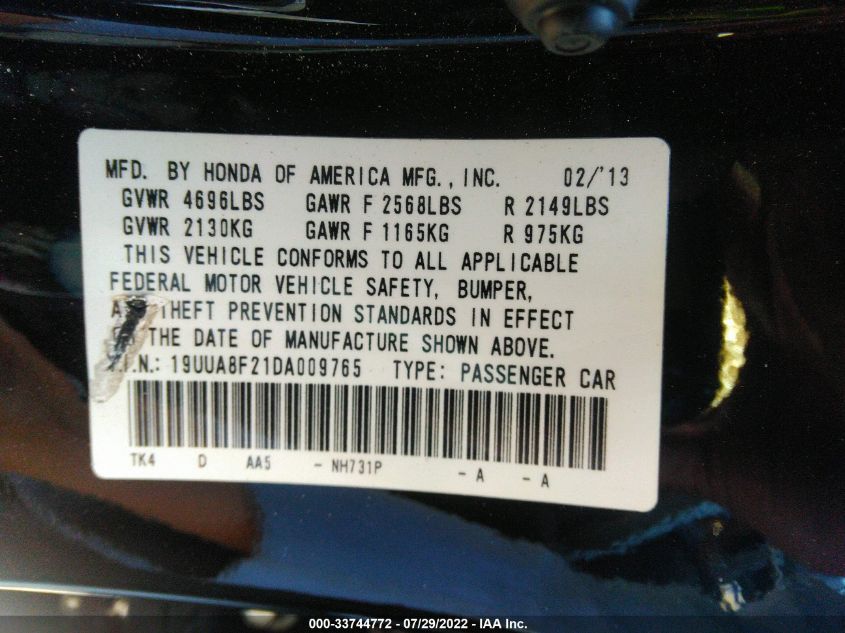 MFD. BY HONDA OF AMERICA MFG., INC. 02/'13
GVWR 4696LBS GAWR F 2568LBS R 2149LBS
GVWR 2130KG GAWR F 1165KG R 975KG
THIS VEHICLE CONFORMS TO ALL APPLICABLE
FEDERAL MOTOR VEHICLE SAFETY, BUMPER,
THEFT PREVENTION STANDARDS IN EFFECT
THE DATE OF MANUFACTURE SHOWN ABOVE.
V.I.N.: 19UUA8F21DA009765 TYPE: PASSENGER CAR
TK4 D AA5 - NH731P - A - A
000-33744772 - 07/29/2022 - IAA Inc.